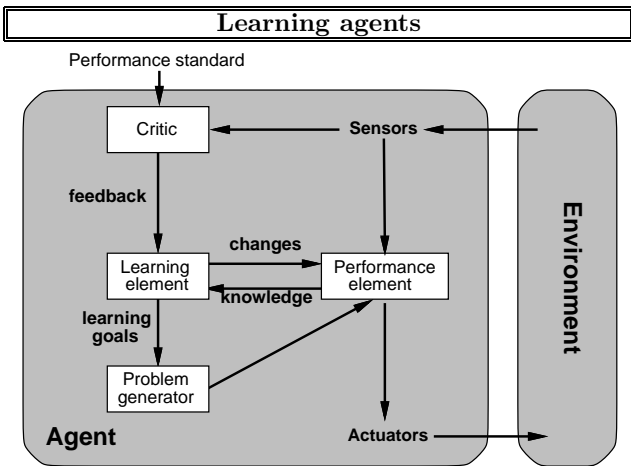 Learning agents
Performance standard
Critic
Sensors
feedback
changes
Learning
element
Performance
element
knowledge
learning
goals
Problem
generator
Agent
Actuators
Environment